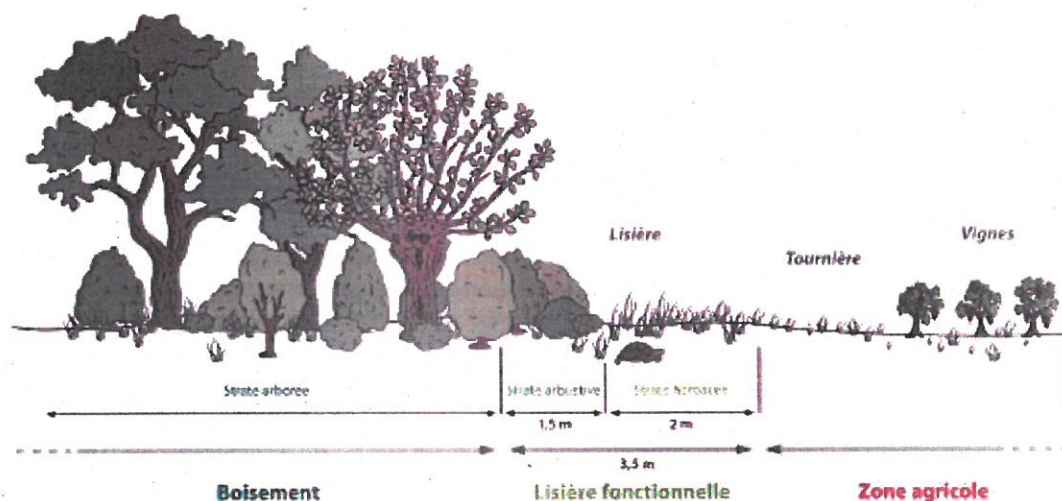 Lisière
Vignes
Tournière
Strate arborée
Strate arbustive
Strate herbacée
1,5 m
2 m
3,5 m
Boisement
Lisière fonctionnelle
Zone agricole